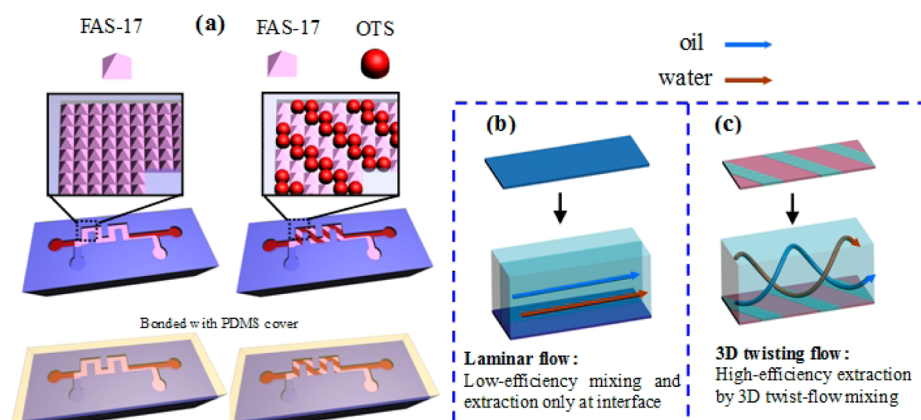 FAS-17
(a)
FAS-17
OTS
Bonded with PDMS cover
oil
water
(b)
Laminar flow:
Low-efficiency mixing and
extraction only at interface
(c)
3D twisting flow:
High-efficiency extraction
by 3D twist-flow mixing